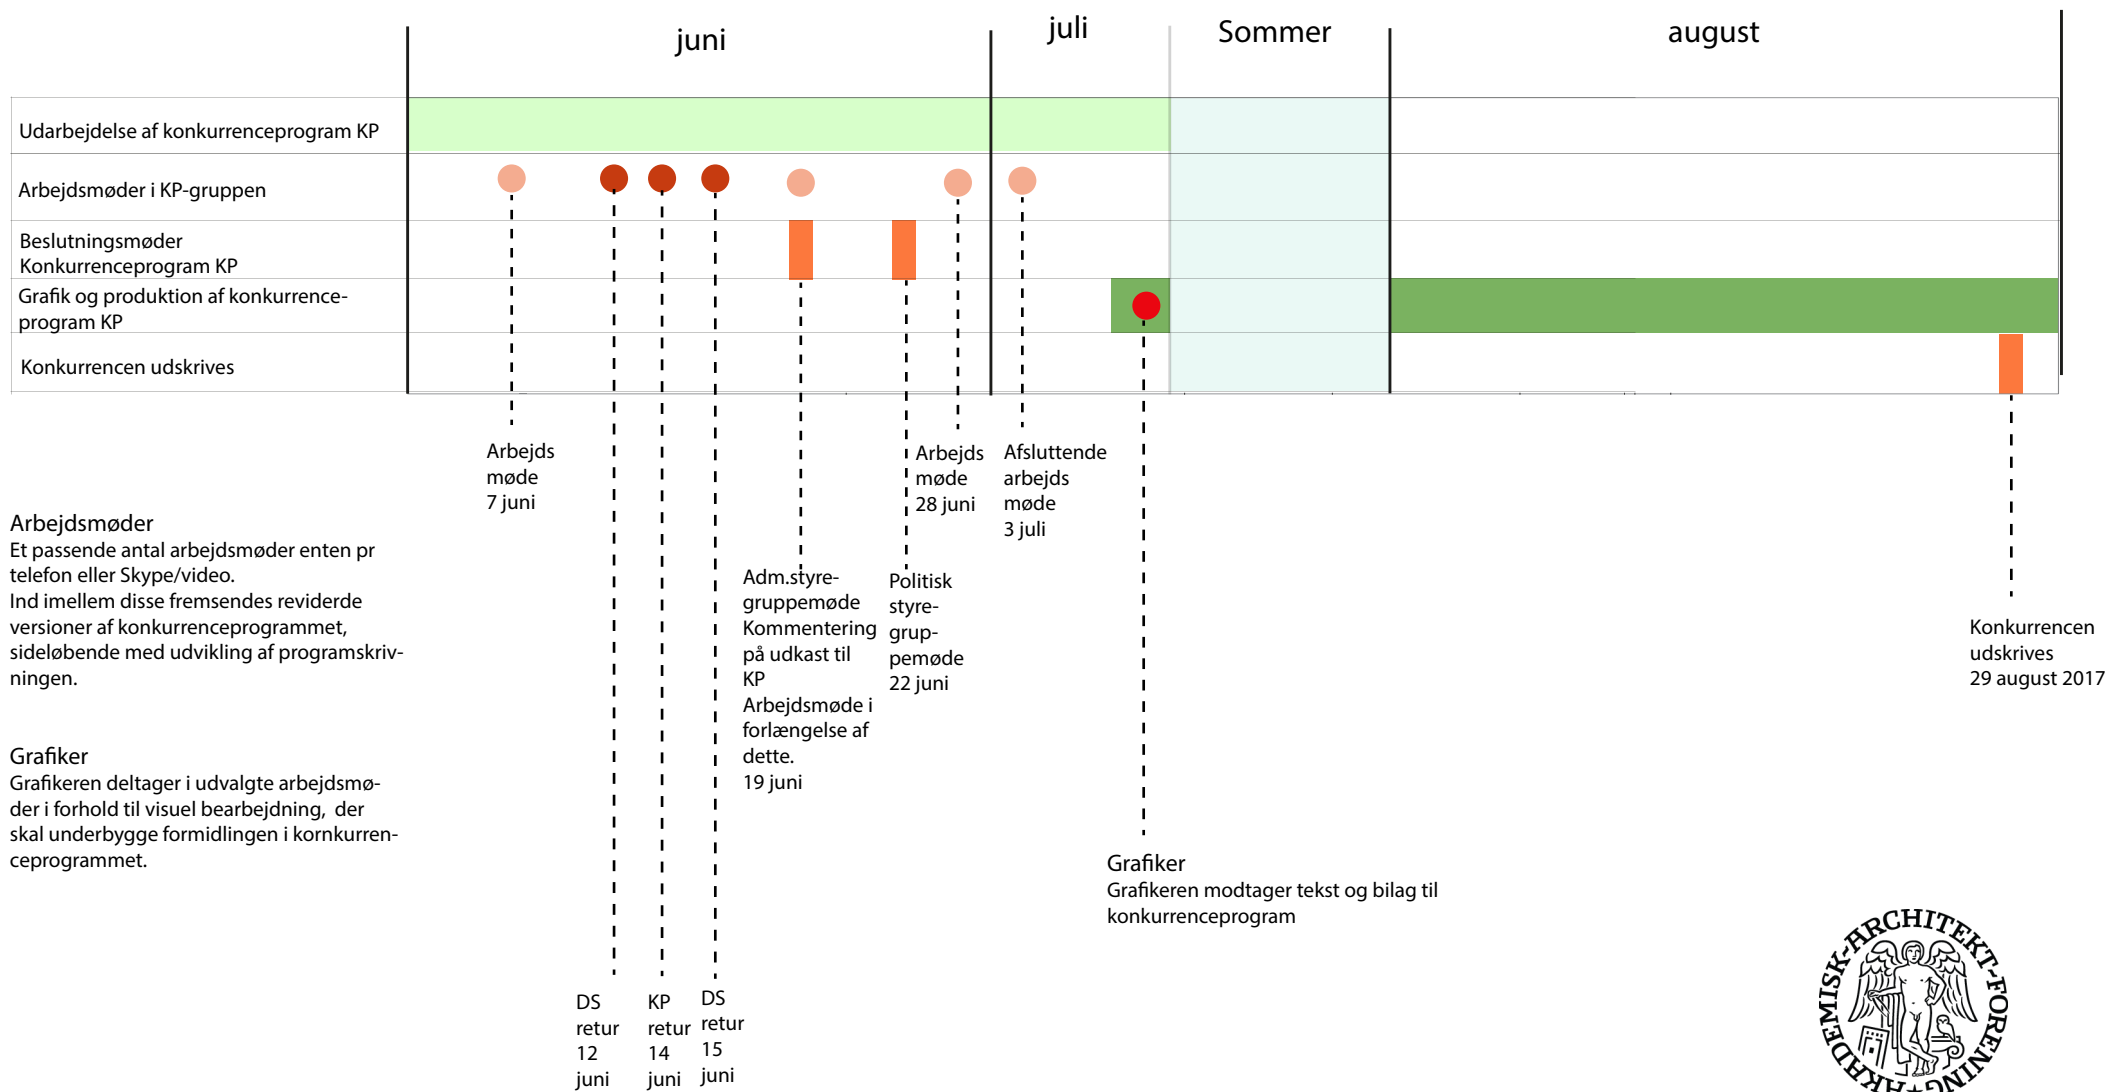 juni
juli
Sommer
august
Udarbejdelse af konkurrenceprogram KP
Arbejdsmøder i KP-gruppen
Beslutningsmøder
Konkurrenceprogram KP
Grafik og produktion af konkurrence-
program KP
Konkurrencen udskrives
Arbejds
møde
7 juni
Arbejds
møde
28 juni
Afsluttende
arbejds
møde
3 juli
Arbejdsmøder
Et passende antal arbejdsmøder enten pr
telefon eller Skype/video.
Ind imellem disse fremsendes reviderde
versioner af konkurrenceprogrammet,
sideløbende med udvikling af programskriv-
ningen.
Adm.styre-
gruppemøde
Kommentering
på udkast til
KP
Arbejdsmøde i
forlængelse af
dette.
19 juni
Politisk
styre-
grup-
pemøde
22 juni
Konkurrencen
udskrives
29 august 2017
Grafiker
Grafikeren deltager i udvalgte arbejdsmø-
der i forhold til visuel bearbejdning, der
skal underbygge formidlingen i kornkurren-
ceprogrammet.
Grafiker
Grafikeren modtager tekst og bilag til
konkurrenceprogram
DS
retur
12
juni
KP
retur
14
juni
DS
retur
15
juni
AKADEMISK-ARCHITEKT-FORENING